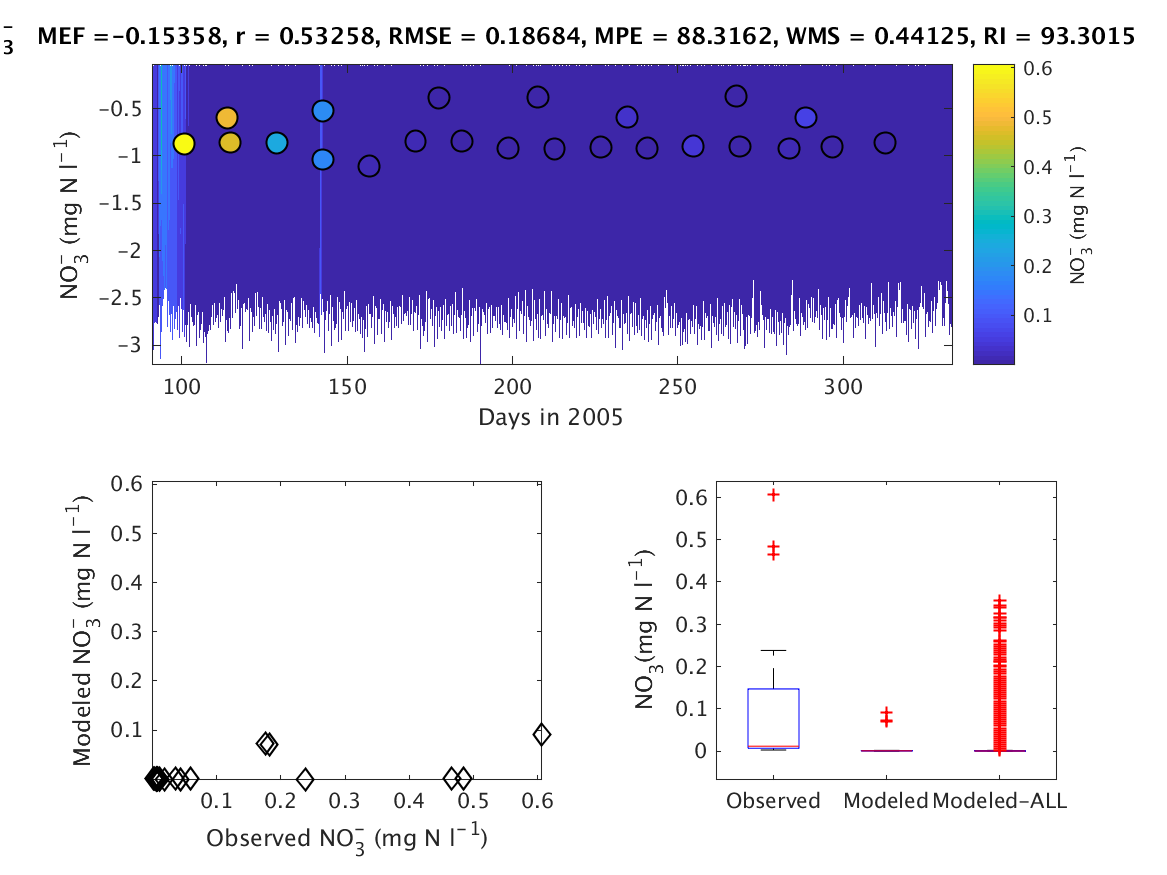 ₃⁻ MEF =-0.15358, r = 0.53258, RMSE = 0.18684, MPE = 88.3162, WMS = 0.44125, RI = 93.3015
NO₃⁻ (mg N l⁻¹)
-0.5
-1
-1.5
-2
-2.5
-3
100 150 200 250 300
Days in 2005
0.6
0.5
0.4
0.3
0.2
0.1
NO₃⁻ (mg N l⁻¹)
Modeled NO₃⁻ (mg N l⁻¹)
0.6
0.5
0.4
0.3
0.2
0.1
0.1 0.2 0.3 0.4 0.5 0.6
Observed NO₃⁻ (mg N l⁻¹)
NO₃(mg N l⁻¹)
0.6
0.5
0.4
0.3
0.2
0.1
0
Observed Modeled Modeled-ALL